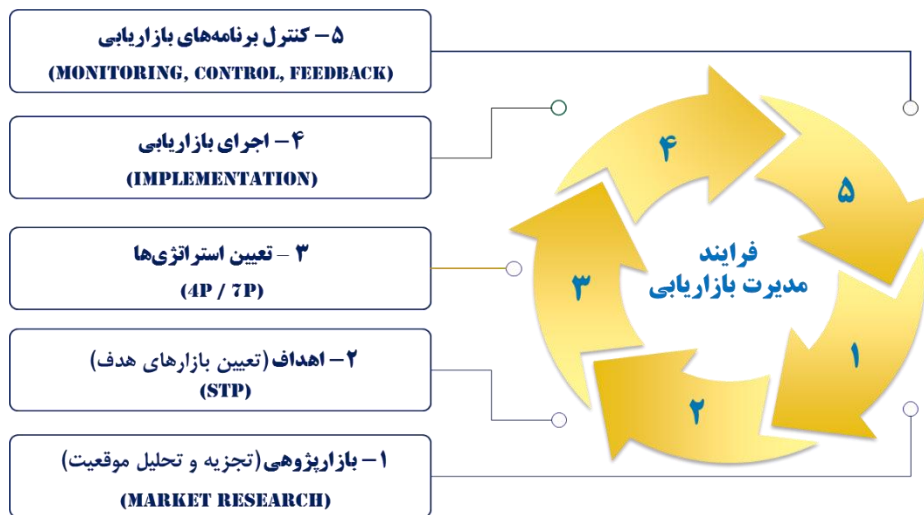 ۵- کنترل برنامه‌های بازاریابی
(MONITORING, CONTROL, FEEDBACK)
۴- اجرای بازاریابی
(IMPLEMENTATION)
۳ – تعیین استراتژی‌ها
(4P / 7P)
۲- اهداف (تعیین بازارهای هدف)
(STP)
۱- بازارپژوهی (تجزیه و تحلیل موقعیت)
(MARKET RESEARCH)
۴
۵
۳
۱
۲
فرایند
مدیرت بازاریابی